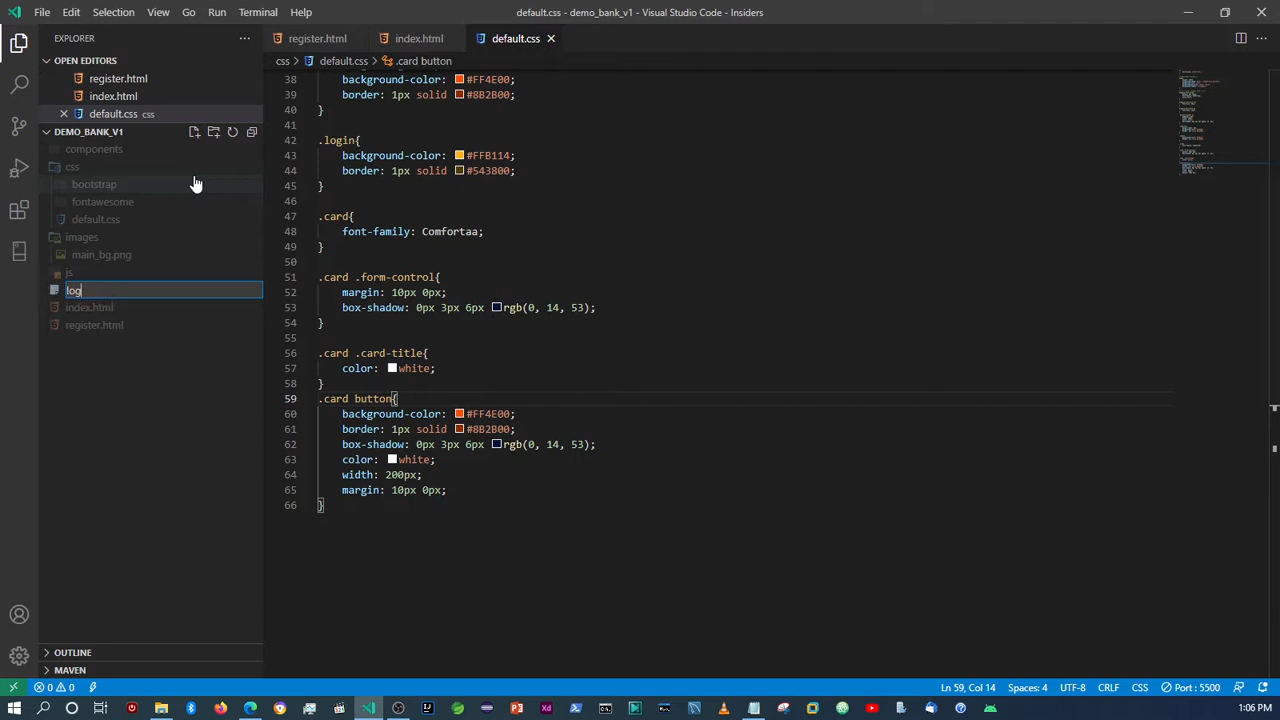 File Edit Selection View Go Run Terminal Help
default.css - demo_bank_v1 - Visual Studio Code - Insiders
EXPLORER
OPEN EDITORS
register.html
index.html
default.css css
DEMO_BANK_V1
components
css
bootstrap
fontawesome
default.css
images
main_bg.png
js
log
index.html
register.html
OUTLINE
MAVEN
register.html index.html default.css
css > default.css > .card button
38 background-color: #FF4E00;
39 border: 1px solid #8B2B00;
40 }
41
42 .login{
43 background-color: #FFB114;
44 border: 1px solid #543800;
45 }
46
47 .card{
48 font-family: Comfortaa;
49 }
50
51 .card .form-control{
52 margin: 10px 0px;
53 box-shadow: 0px 3px 6px rgb(0, 14, 53);
54 }
55
56 .card .card-title{
57 color: white;
58 }
59 .card button{
60 background-color: #FF4E00;
61 border: 1px solid #8B2B00;
62 box-shadow: 0px 3px 6px rgb(0, 14, 53);
63 color: white;
64 width: 200px;
65 margin: 10px 0px;
66 }
0 0 Ln 59, Col 14 Spaces: 4 UTF-8 CRLF CSS Port : 5500
1:06 PM